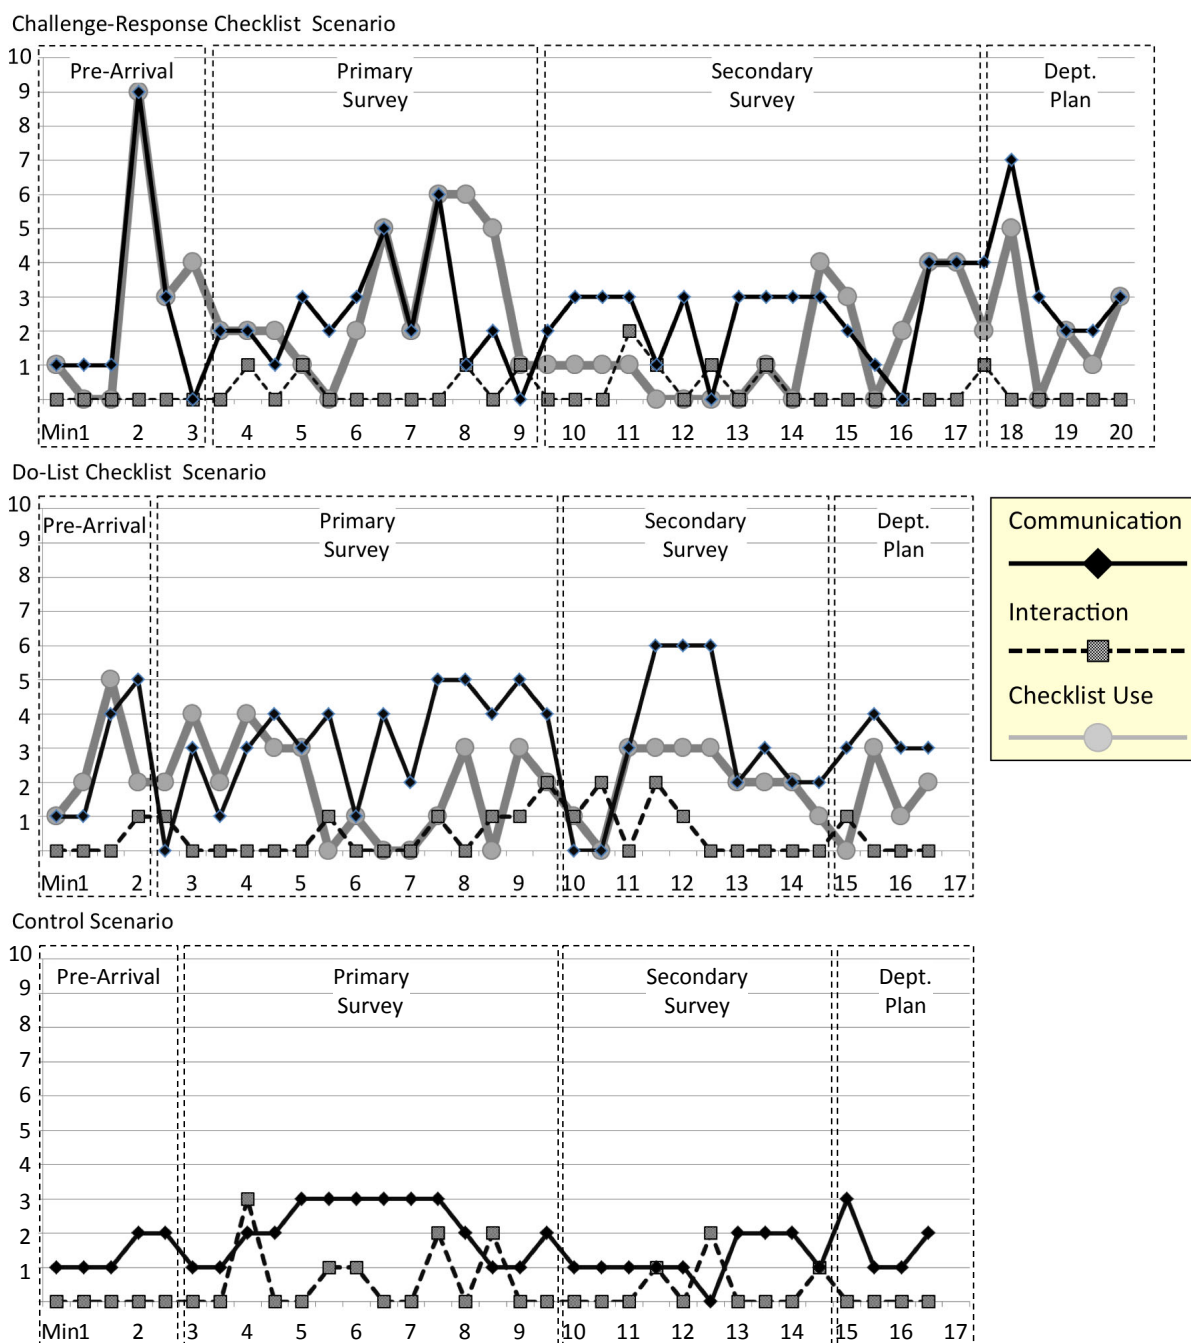 Challenge-Response Checklist Scenario
10
Pre-Arrival Primary Survey Secondary Survey Dept. Plan
9
8
7
6
5
4
3
2
1
Min1 2 3 4 5 6 7 8 9 10 11 12 13 14 15 16 17 18 19 20
Do-List Checklist Scenario
10
Pre-Arrival Primary Survey Secondary Survey Dept. Plan
9
8
7
6
5
4
3
2
1
Min1 2 3 4 5 6 7 8 9 10 11 12 13 14 15 16 17
Communication
Interaction
Checklist Use
Control Scenario
10
Pre-Arrival Primary Survey Secondary Survey Dept. Plan
9
8
7
6
5
4
3
2
1
Min1 2 3 4 5 6 7 8 9 10 11 12 13 14 15 16 17